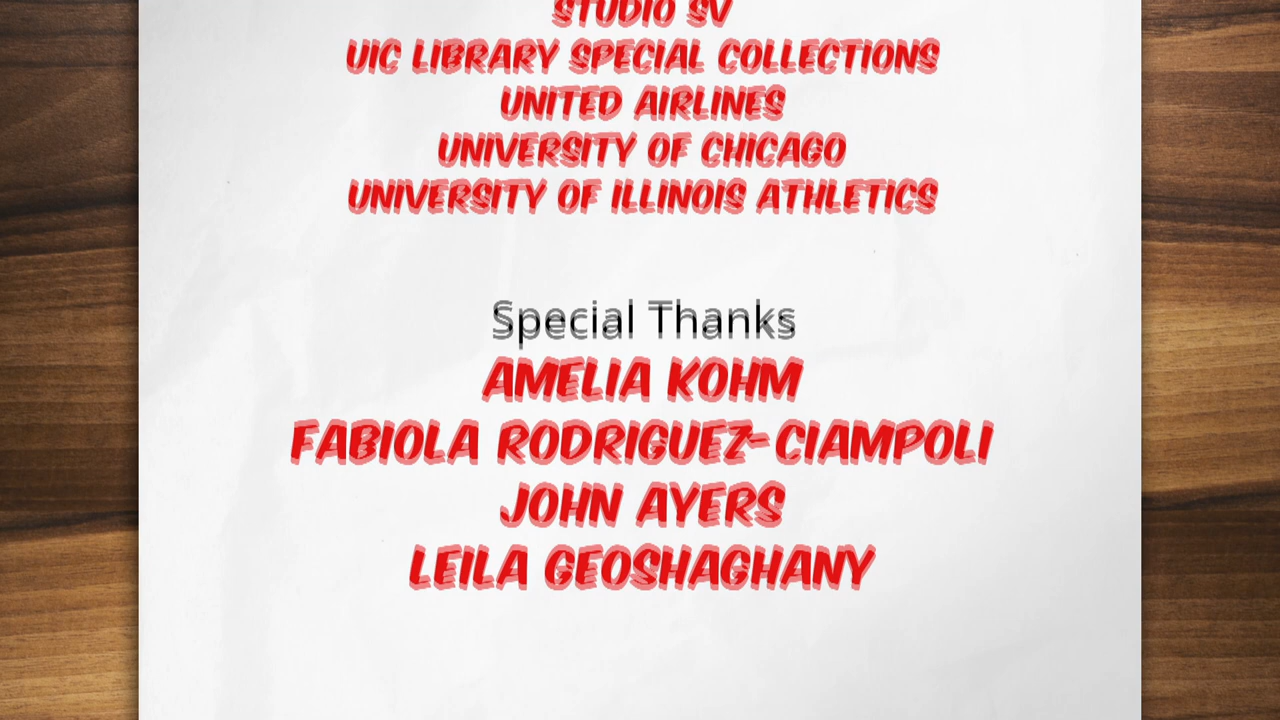 STUDIO SV
UIC LIBRARY SPECIAL COLLECTIONS
UNITED AIRLINES
UNIVERSITY OF CHICAGO
UNIVERSITY OF ILLINOIS ATHLETICS
Special Thanks
AMELIA KOHM
FABIOLA RODRIGUEZ-CIAMPOLI
JOHN AYERS
LEILA GEOSHAGHANY